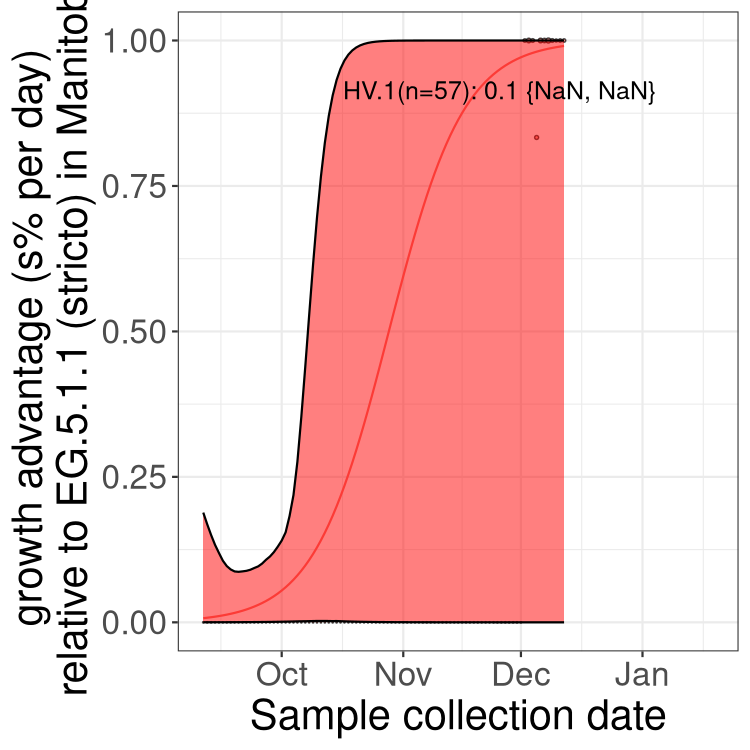 growth advantage (s% per day)
relative to EG.5.1.1 (stricto) in Manitob
1.00
0.75
0.50
0.25
0.00
HV.1(n=57): 0.1 {NaN, NaN}
Oct Nov Dec Jan
Sample collection date